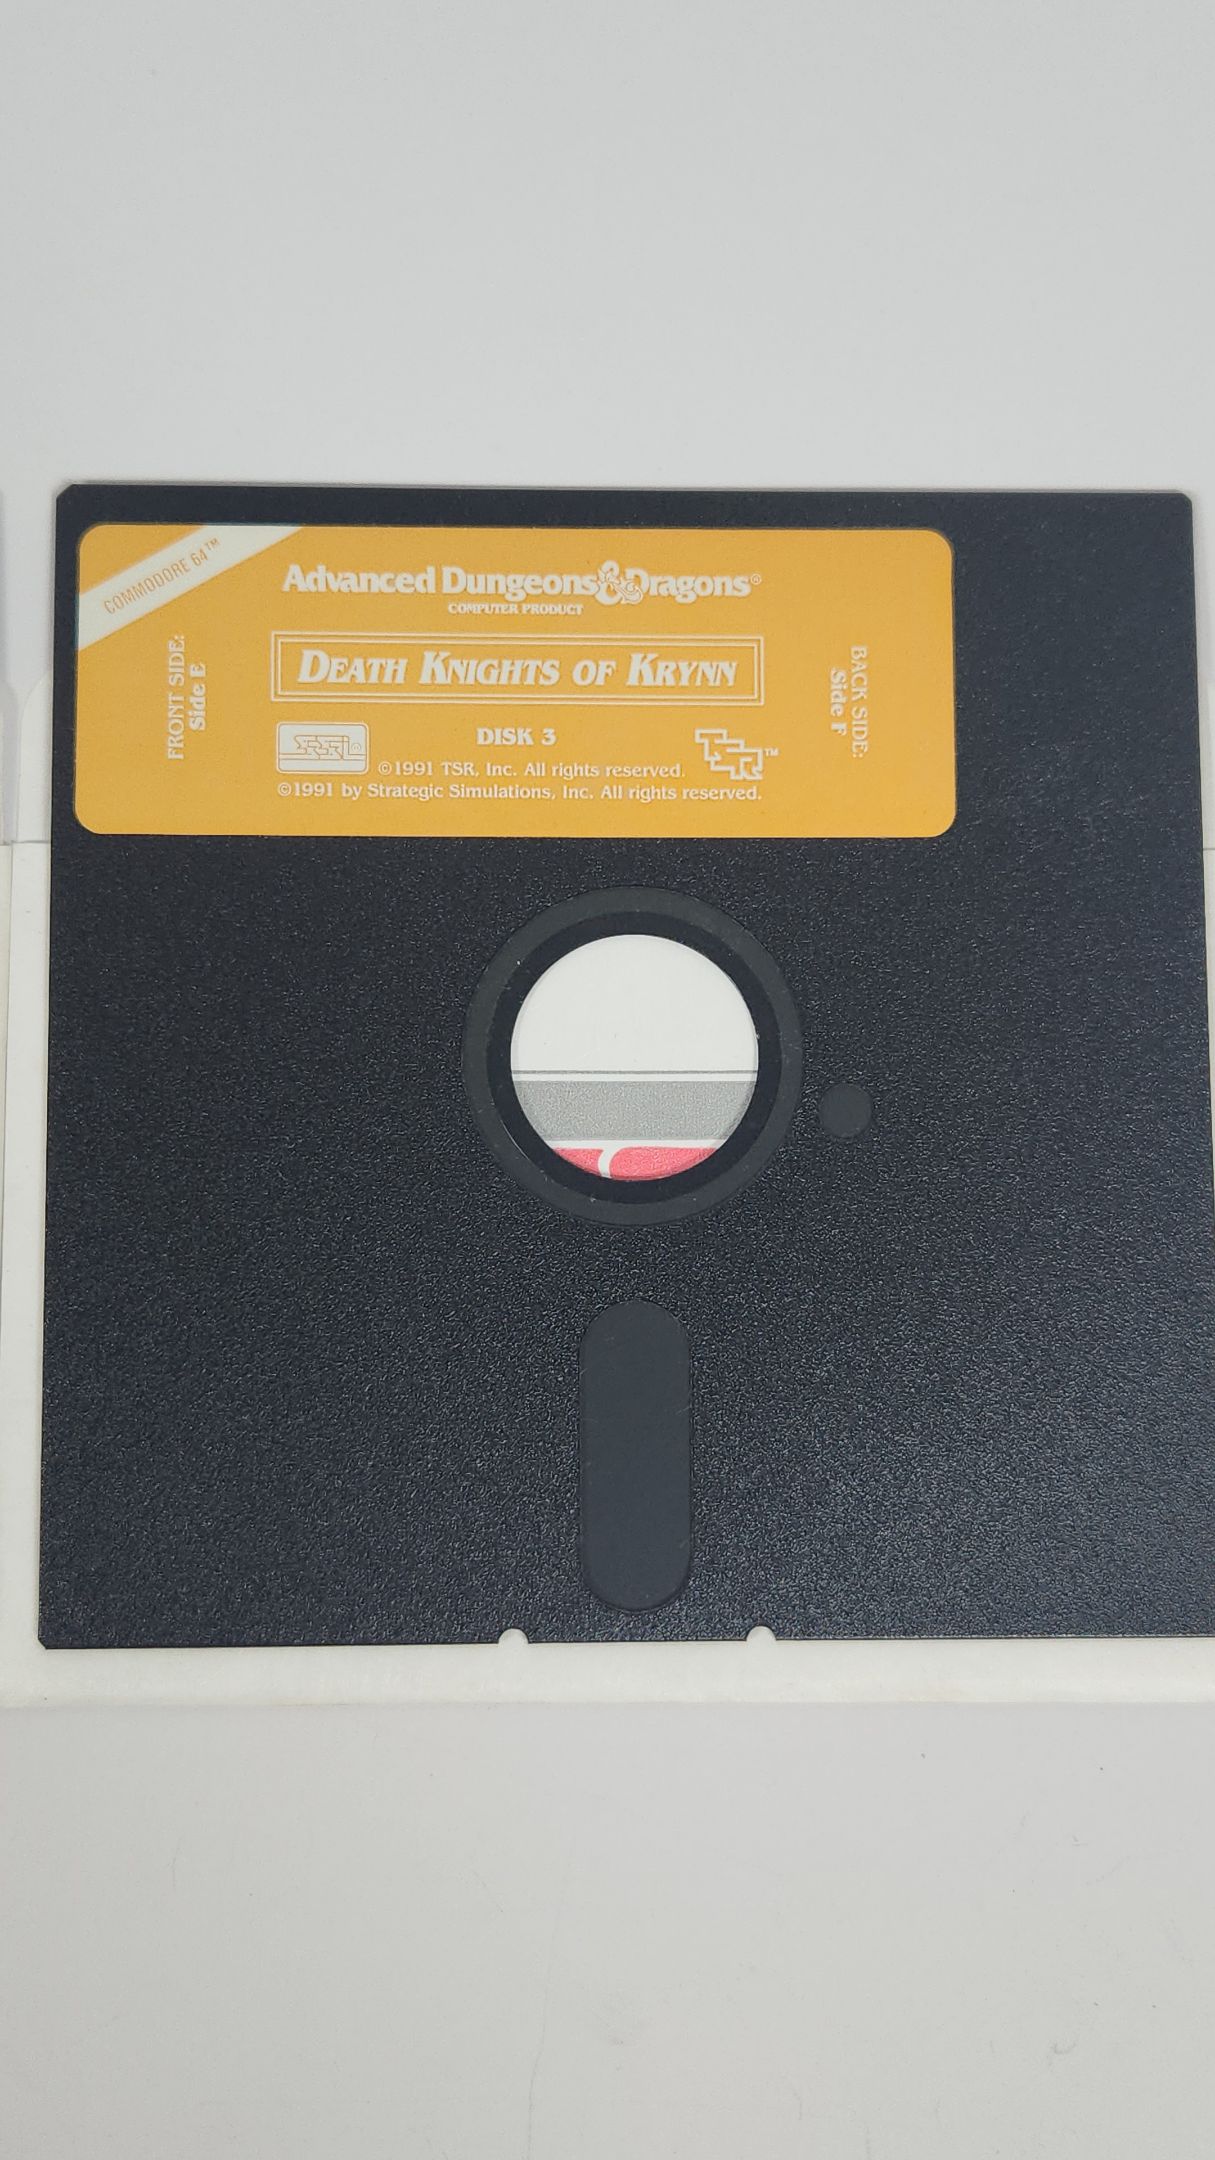 COMMODORE 64™
Advanced Dungeons & Dragons®
COMPUTER PRODUCT
FRONT SIDE:
Side E
DEATH KNIGHTS OF KRYNN
BACK SIDE:
Side F
DISK 3
SSI®
TSR™
©1991 TSR, Inc. All rights reserved.
©1991 by Strategic Simulations, Inc. All rights reserved.